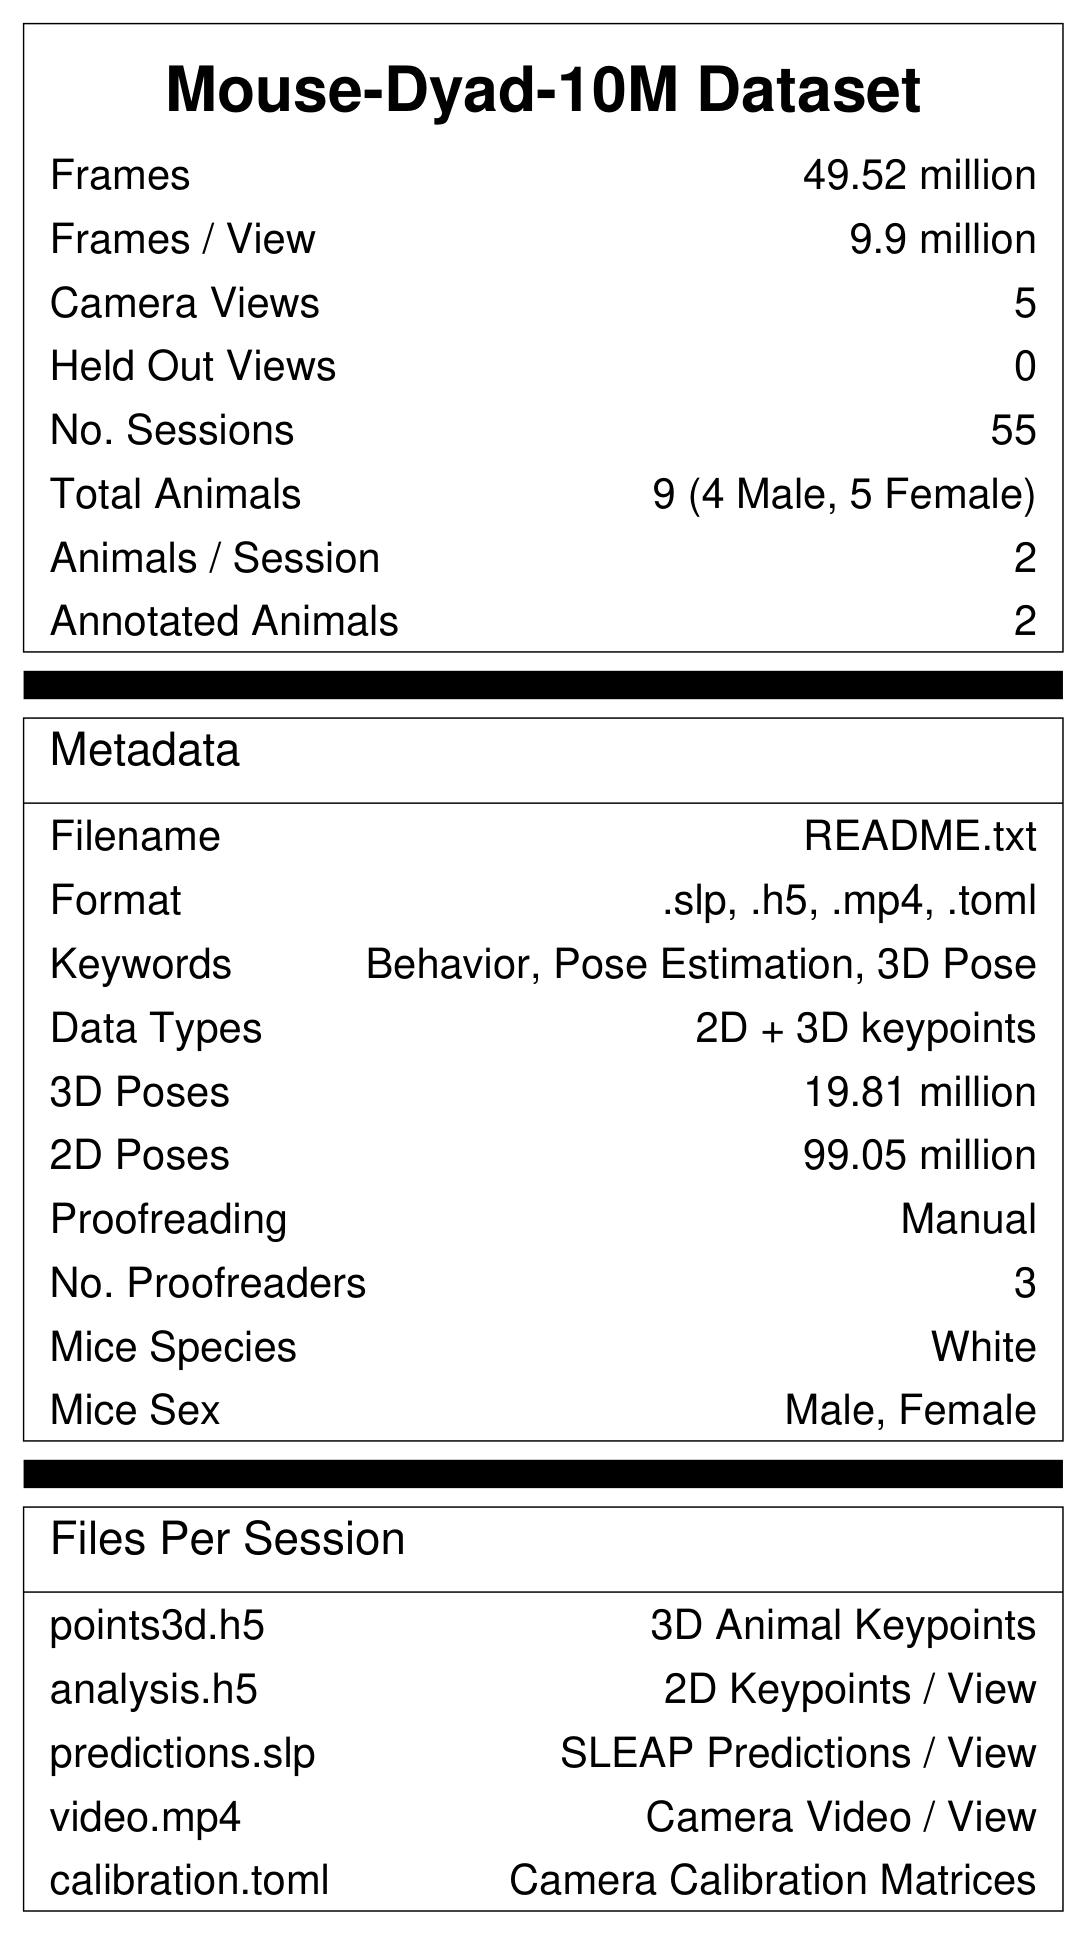 Mouse-Dyad-10M Dataset
Frames 49.52 million
Frames / View 9.9 million
Camera Views 5
Held Out Views 0
No. Sessions 55
Total Animals 9 (4 Male, 5 Female)
Animals / Session 2
Annotated Animals 2
Metadata
Filename README.txt
Format .slp, .h5, .mp4, .toml
Keywords Behavior, Pose Estimation, 3D Pose
Data Types 2D + 3D keypoints
3D Poses 19.81 million
2D Poses 99.05 million
Proofreading Manual
No. Proofreaders 3
Mice Species White
Mice Sex Male, Female
Files Per Session
points3d.h5 3D Animal Keypoints
analysis.h5 2D Keypoints / View
predictions.slp SLEAP Predictions / View
video.mp4 Camera Video / View
calibration.toml Camera Calibration Matrices